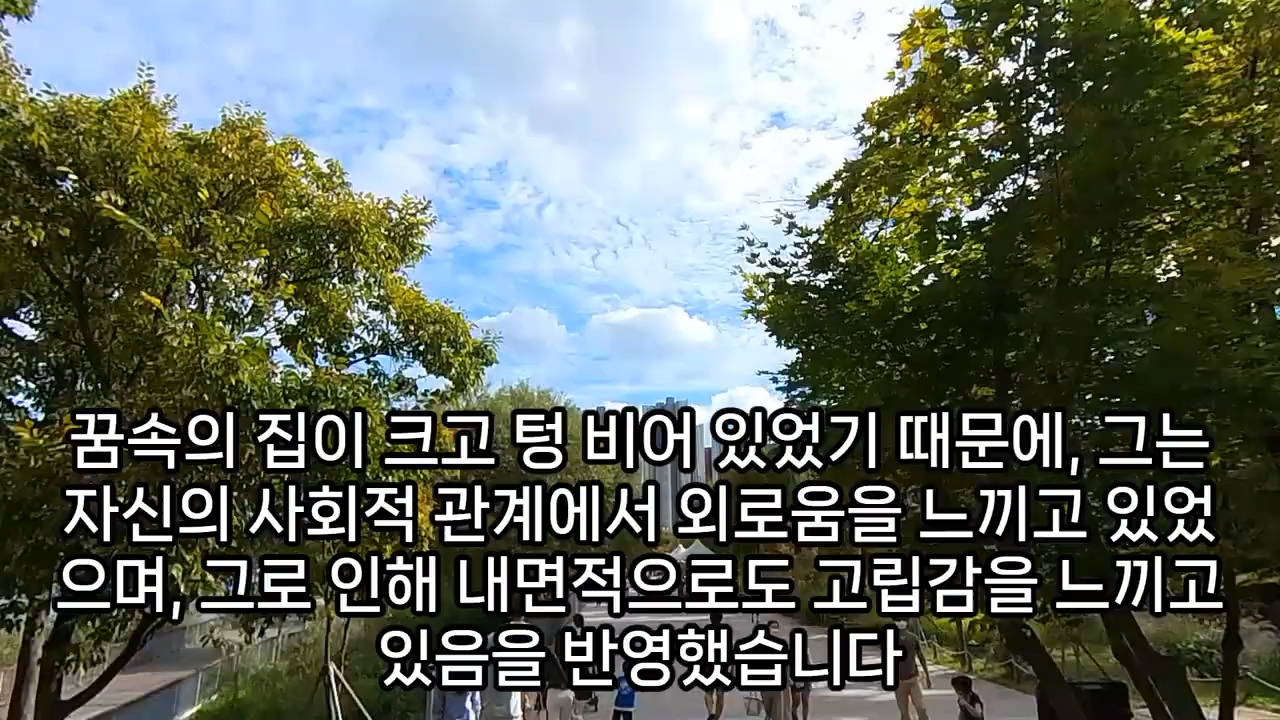 꿈속의 집이 크고 텅 비어 있었기 때문에, 그는
자신의 사회적 관계에서 외로움을 느끼고 있었
으며, 그로 인해 내면적으로도 고립감을 느끼고
있음을 반영했습니다